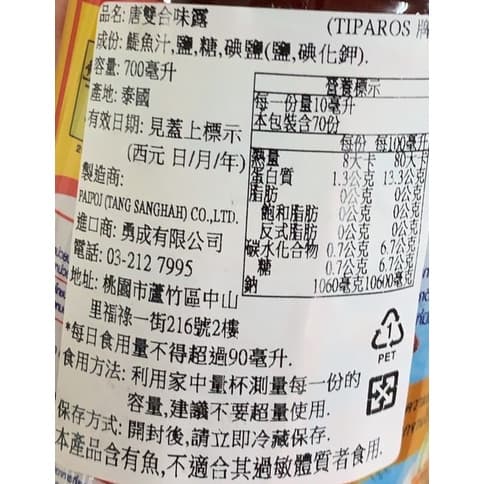 品名: 唐雙合味露 (TIPAROS 牌
成份: 鯷魚汁,鹽,糖,碘鹽(鹽,碘化鉀).
容量: 700毫升
產地: 泰國
有效日期: 見蓋上標示
(西元 日/月/年)
製造商:
PAIPOJ (TANG SANGHAH) CO.,LTD.
進口商: 勇成有限公司
電話: 03-212 7995
地址: 桃園市蘆竹區中山
里福祿一街216號2樓
*每日食用量不得超過90毫升.
食用方法: 利用家中量杯測量每一份的
容量,建議不要超量使用.
保存方式: 開封後,請立即冷藏保存.
本產品含有魚,不適合其過敏體質者食用.
營養標示
每一份量10毫升
本包裝含70份
每份 每100毫升
熱量 8大卡 80大卡
蛋白質 1.3公克 13.3公克
脂肪 0公克 0公克
飽和脂肪 0公克 0公克
反式脂肪 0公克 0公克
碳水化合物 0.7公克 6.7公克
糖 0.7公克 6.7公克
鈉 1060毫克 10600毫克
1
PET